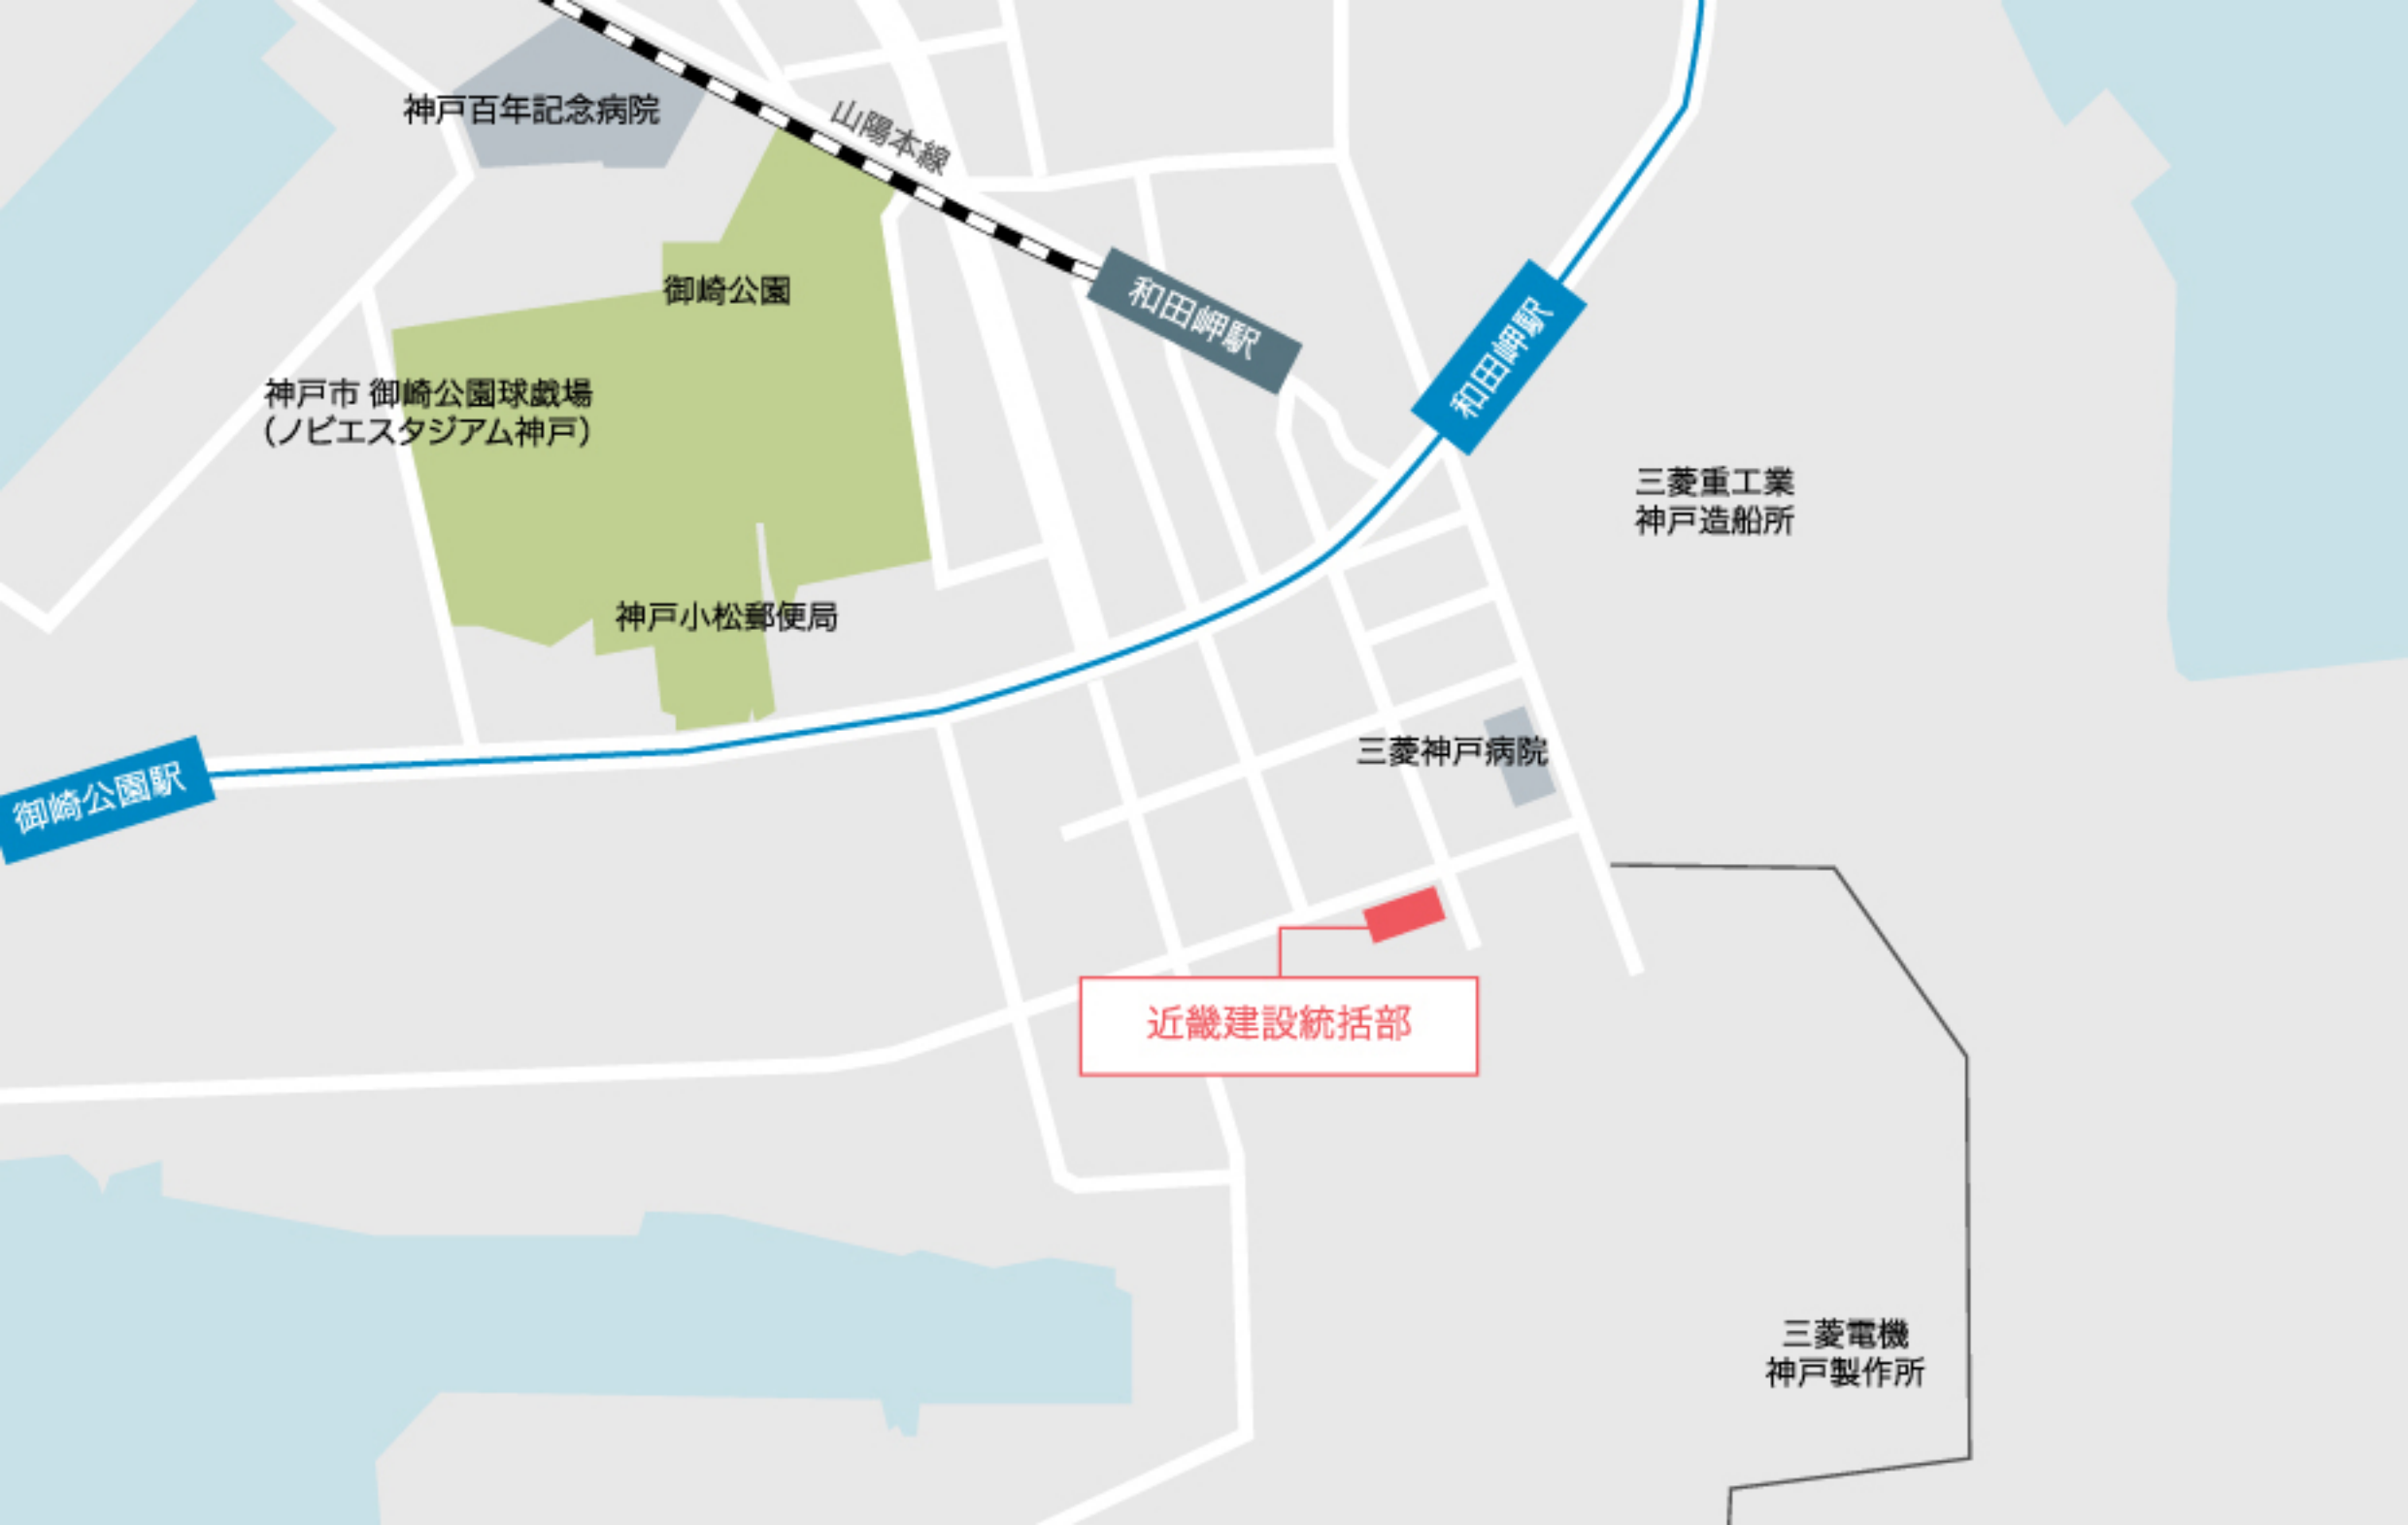 神戸百年記念病院
山陽本線
御崎公園
和田岬駅
和田岬駅
神戸市 御崎公園球戯場
（ノビエスタジアム神戸）
三菱重工業
神戸造船所
神戸小松郵便局
三菱神戸病院
御崎公園駅
近畿建設統括部
三菱電機
神戸製作所